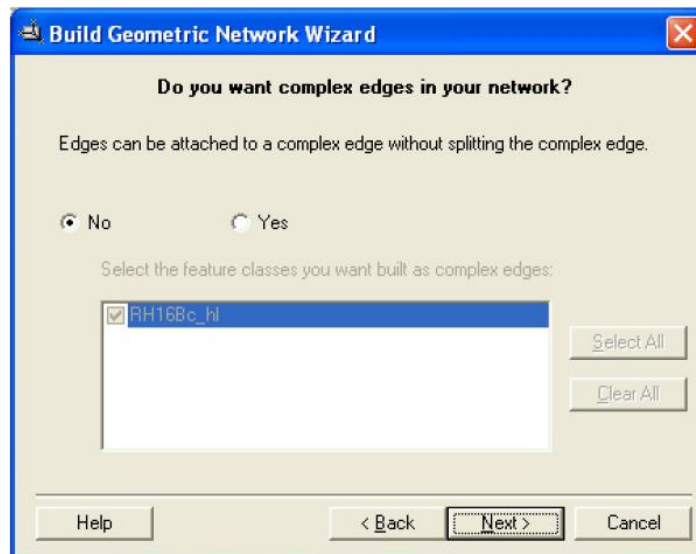 Build Geometric Network Wizard
Do you want complex edges in your network?
Edges can be attached to a complex edge without splitting the complex edge.
No Yes
Select the feature classes you want built as complex edges:
RH16Bc_hl
Select All
Clear All
Help < Back Next > Cancel